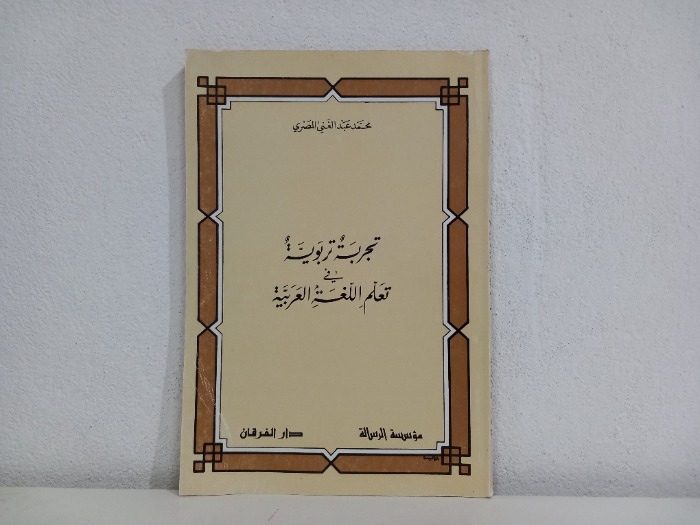 محمد عبد الغني المصري
تجربة تربوية
في
تعلم اللغة العربية
مؤسسة الرسالة دار الفرقان